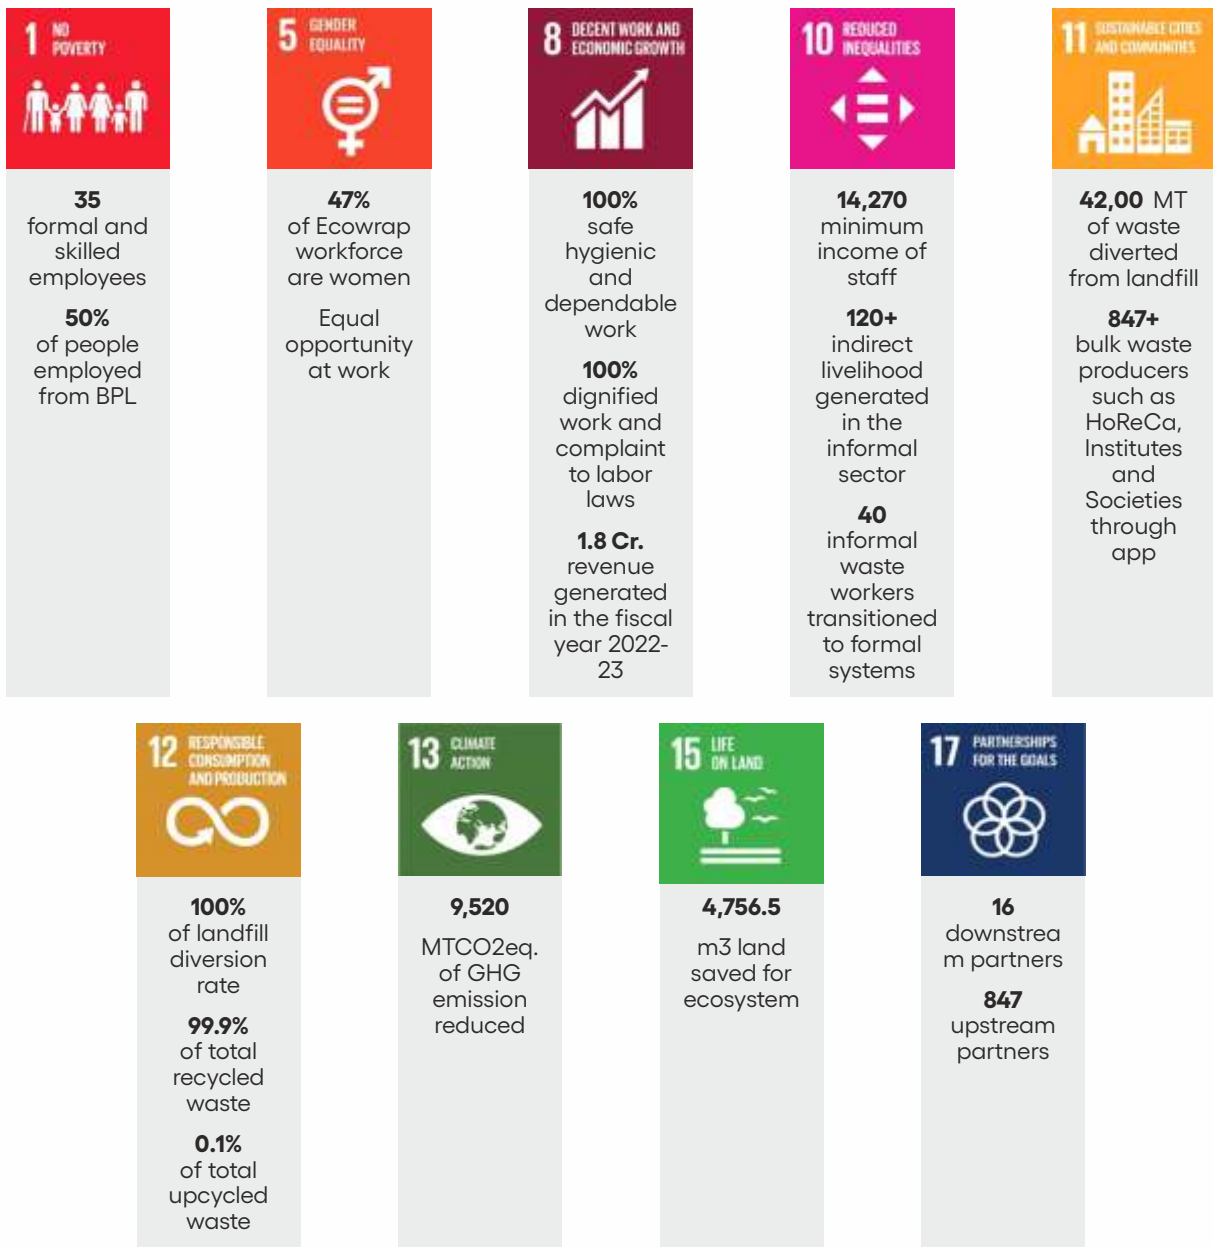 1 NO
POVERTY
35
formal and
skilled
employees
50%
of people
employed
from BPL
5 GENDER
EQUALITY
47%
of Ecowrap
workforce
are women
Equal
opportunity
at work
8 DECENT WORK AND
ECONOMIC GROWTH
100%
safe
hygienic
and
dependable
work
100%
dignified
work and
complaint
to labor
laws
1.8 Cr.
revenue
generated
in the fiscal
year 2022-
23
10 REDUCED
INEQUALITIES
14,270
minimum
income of
staff
120+
indirect
livelihood
generated
in the
informal
sector
40
informal
waste
workers
transitioned
to formal
systems
11 SUSTAINABLE CITIES
AND COMMUNITIES
42,00 MT
of waste
diverted
from landfill
847+
bulk waste
producers
such as
HoReCa,
Institutes
and
Societies
through
app
12 RESPONSIBLE
CONSUMPTION
AND PRODUCTION
100%
of landfill
diversion
rate
99.9%
of total
recycled
waste
0.1%
of total
upcycled
waste
13 CLIMATE
ACTION
9,520
MTCO2eq.
of GHG
emission
reduced
15 LIFE
ON LAND
4,756.5
m3 land
saved for
ecosystem
17 PARTNERSHIPS
FOR THE GOALS
16
downstrea
m partners
847
upstream
partners